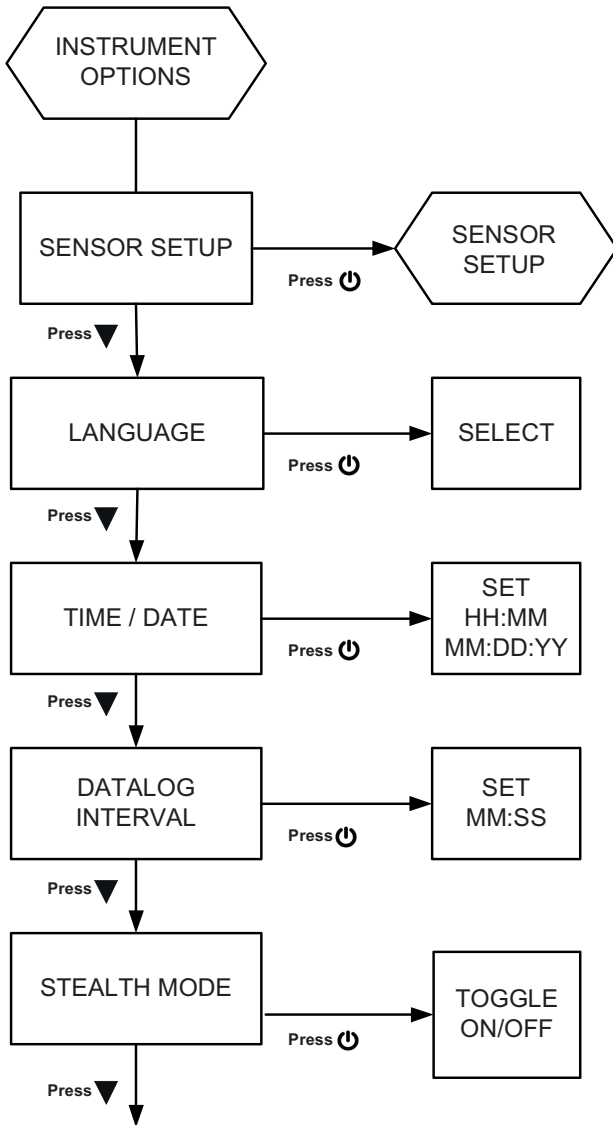 INSTRUMENT
OPTIONS
SENSOR SETUP
Press
SENSOR
SETUP
Press
LANGUAGE
Press
SELECT
Press
TIME / DATE
Press
SET
HH:MM
MM:DD:YY
Press
DATALOG
INTERVAL
Press
SET
MM:SS
Press
STEALTH MODE
Press
TOGGLE
ON/OFF
Press